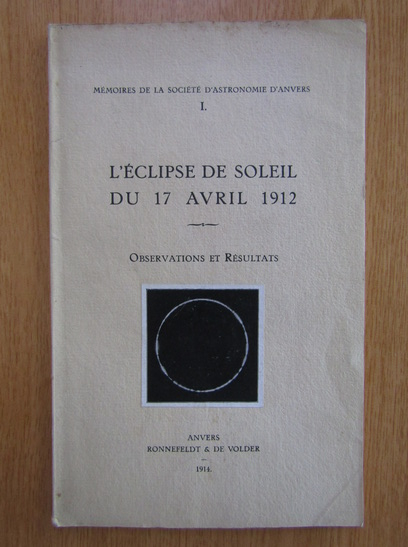 MÉMOIRES DE LA SOCIÉTÉ D'ASTRONOMIE D'ANVERS
I.
L'ÉCLIPSE DE SOLEIL
DU 17 AVRIL 1912
OBSERVATIONS ET RÉSULTATS
ANVERS
RONNEFELDT & DE VOLDER
1914.